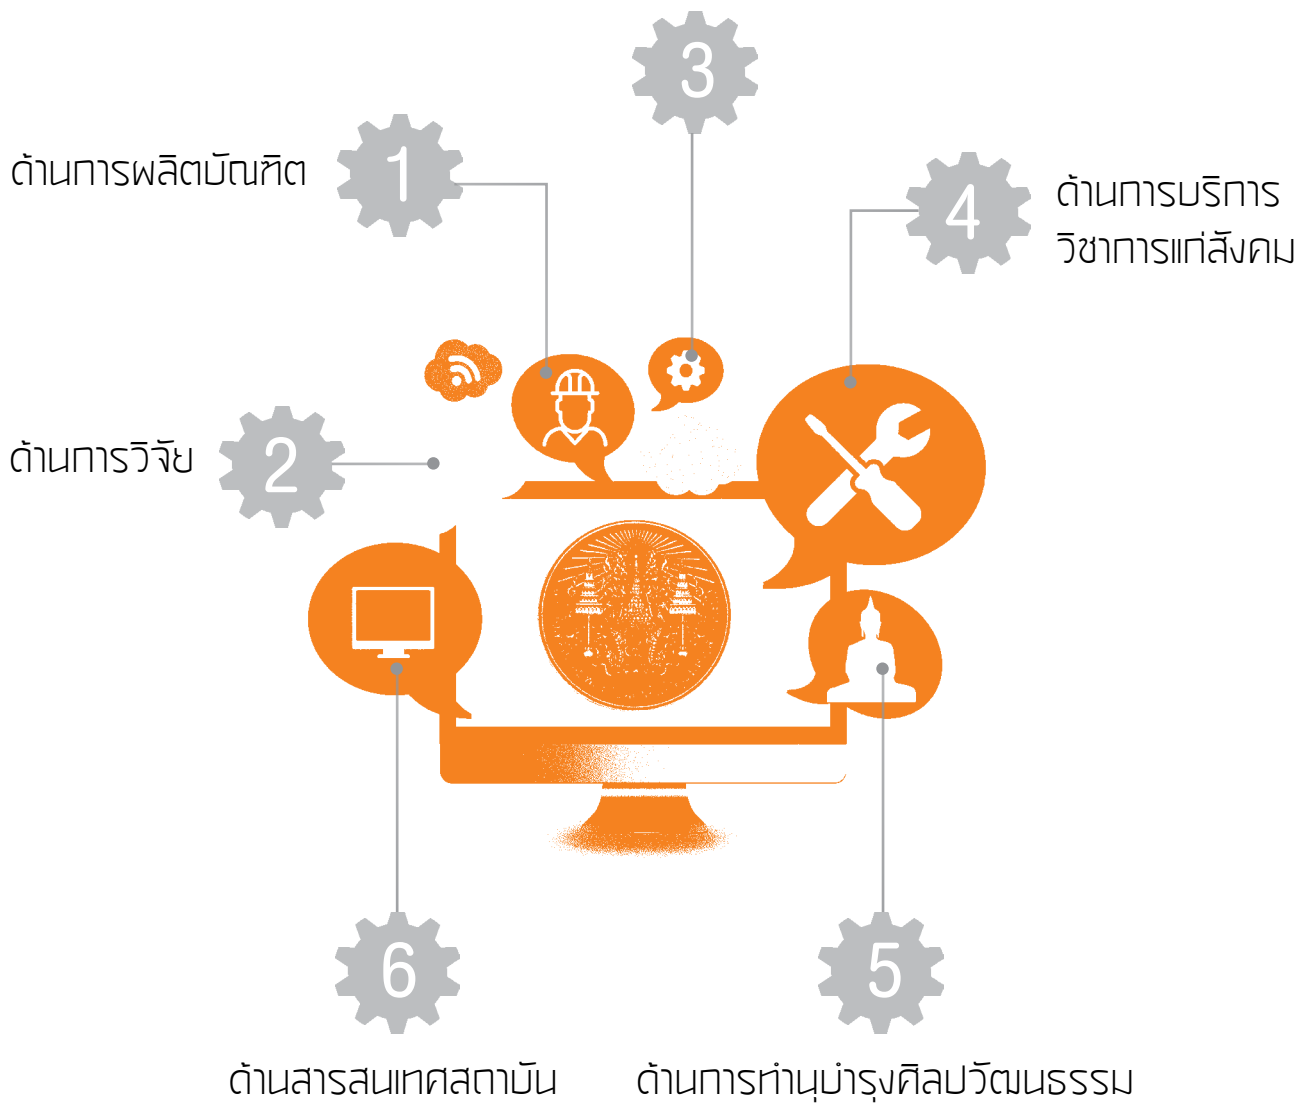 3
ด้านการผลิตบัณฑิต
1
4
ด้านการบริการ
วิชาการแก่สังคม
ด้านการวิจัย
2
6
5
ด้านสารสนเทศสถาบัน
ด้านการทำนุบำรุงศิลปวัฒนธรรม